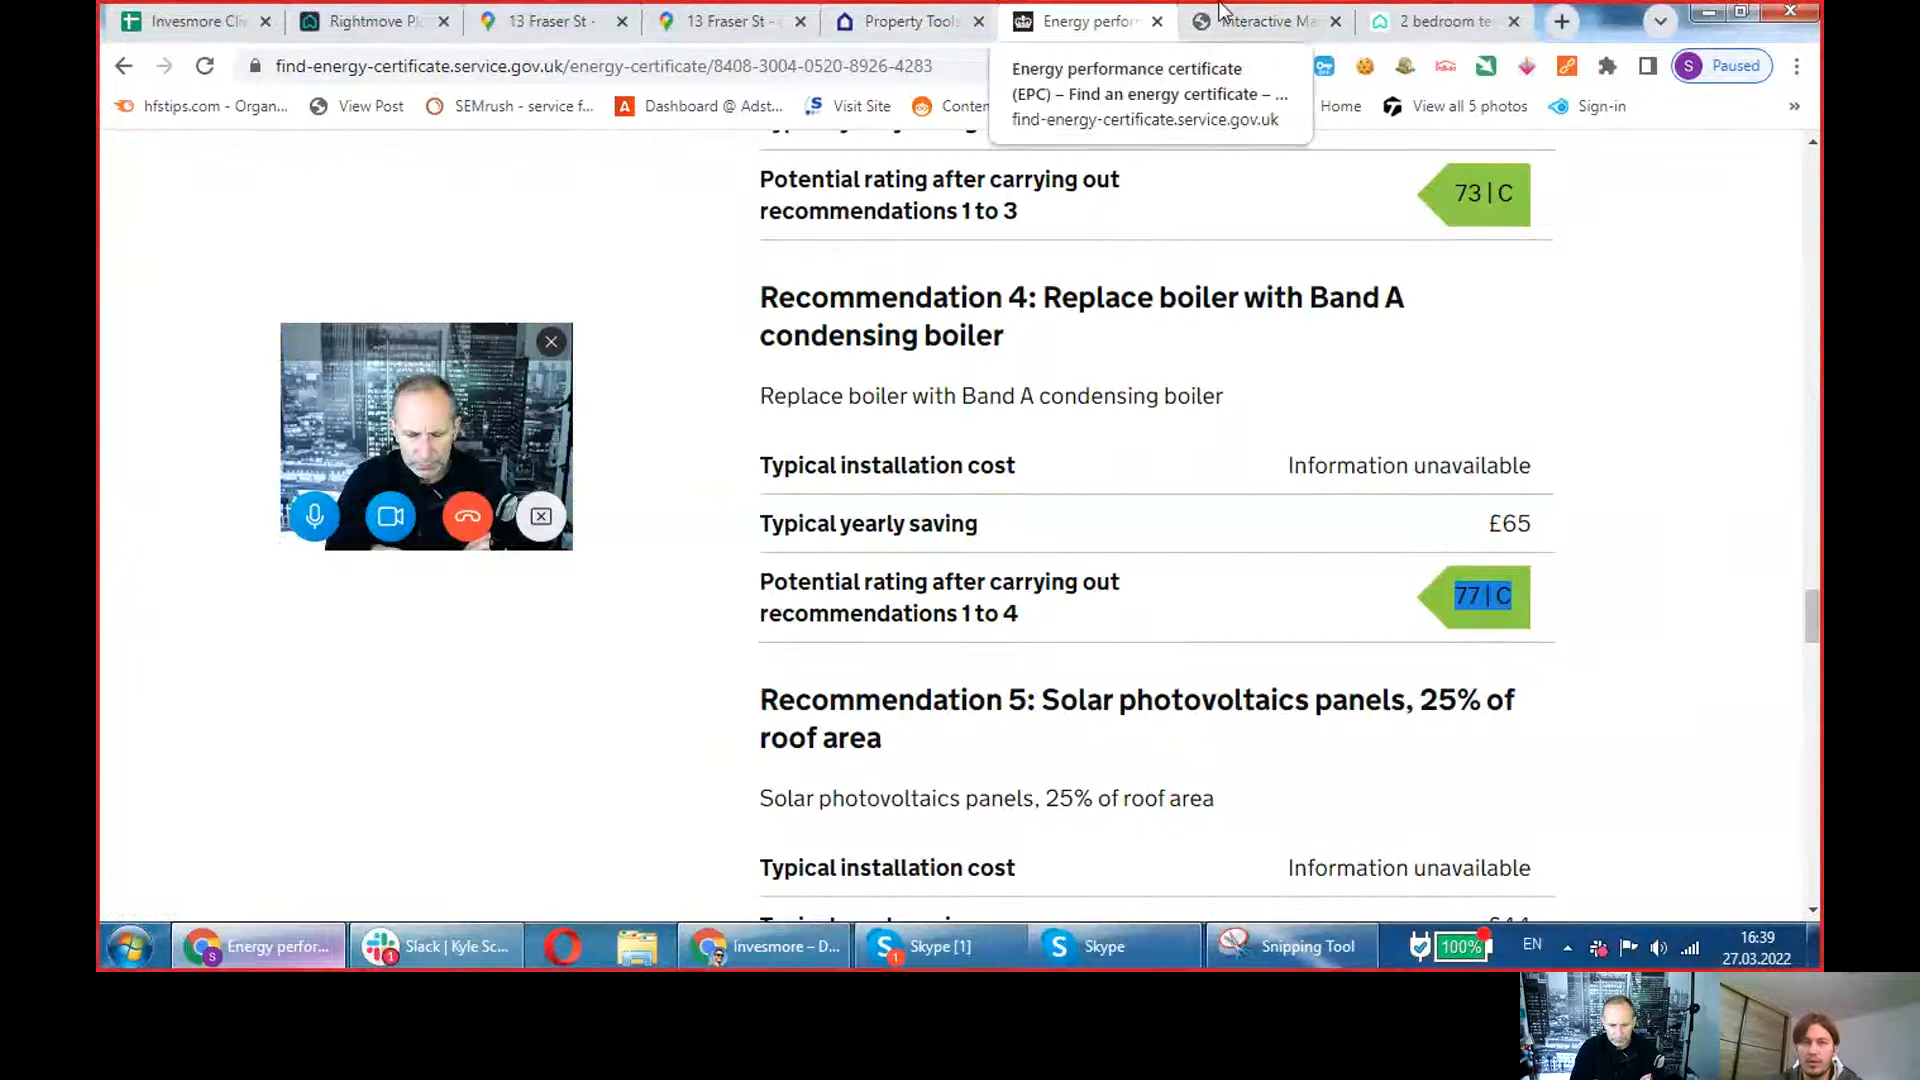 Invesmore Cli
Rightmove Pl
13 Fraser St -
13 Fraser St -
Property Tools
Energy perfor
Interactive Ma
2 bedroom te
find-energy-certificate.service.gov.uk/energy-certificate/8408-3004-0520-8926-4283
S Paused
Energy performance certificate
(EPC) – Find an energy certificate – ...
find-energy-certificate.service.gov.uk
hfstips.com - Organ...
View Post
SEMrush - service f...
Dashboard @ Adst...
Visit Site
Conten
Home
View all 5 photos
Sign-in
»
Potential rating after carrying out
recommendations 1 to 3
73 | C
Recommendation 4: Replace boiler with Band A
condensing boiler
Replace boiler with Band A condensing boiler
Typical installation cost Information unavailable
Typical yearly saving £65
Potential rating after carrying out
recommendations 1 to 4
77 | C
Recommendation 5: Solar photovoltaics panels, 25% of
roof area
Solar photovoltaics panels, 25% of roof area
Typical installation cost Information unavailable
Energy perfor...
Slack | Kyle Sc...
Invesmore – D...
Skype [1]
Skype
Snipping Tool
100%
EN
16:39
27.03.2022